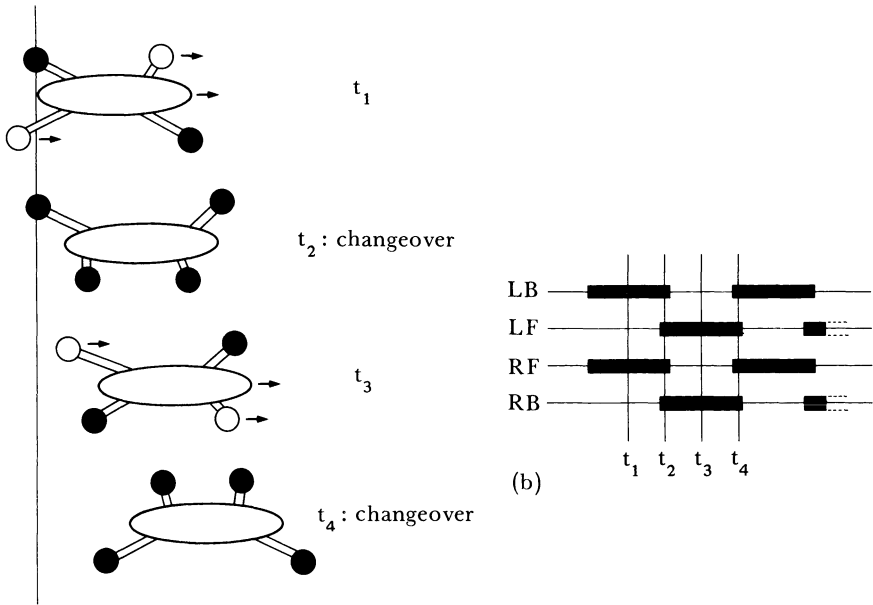 t1
t2: changeover
t3
t4: changeover
LB
LF
RF
RB
t1 t2 t3 t4
(b)